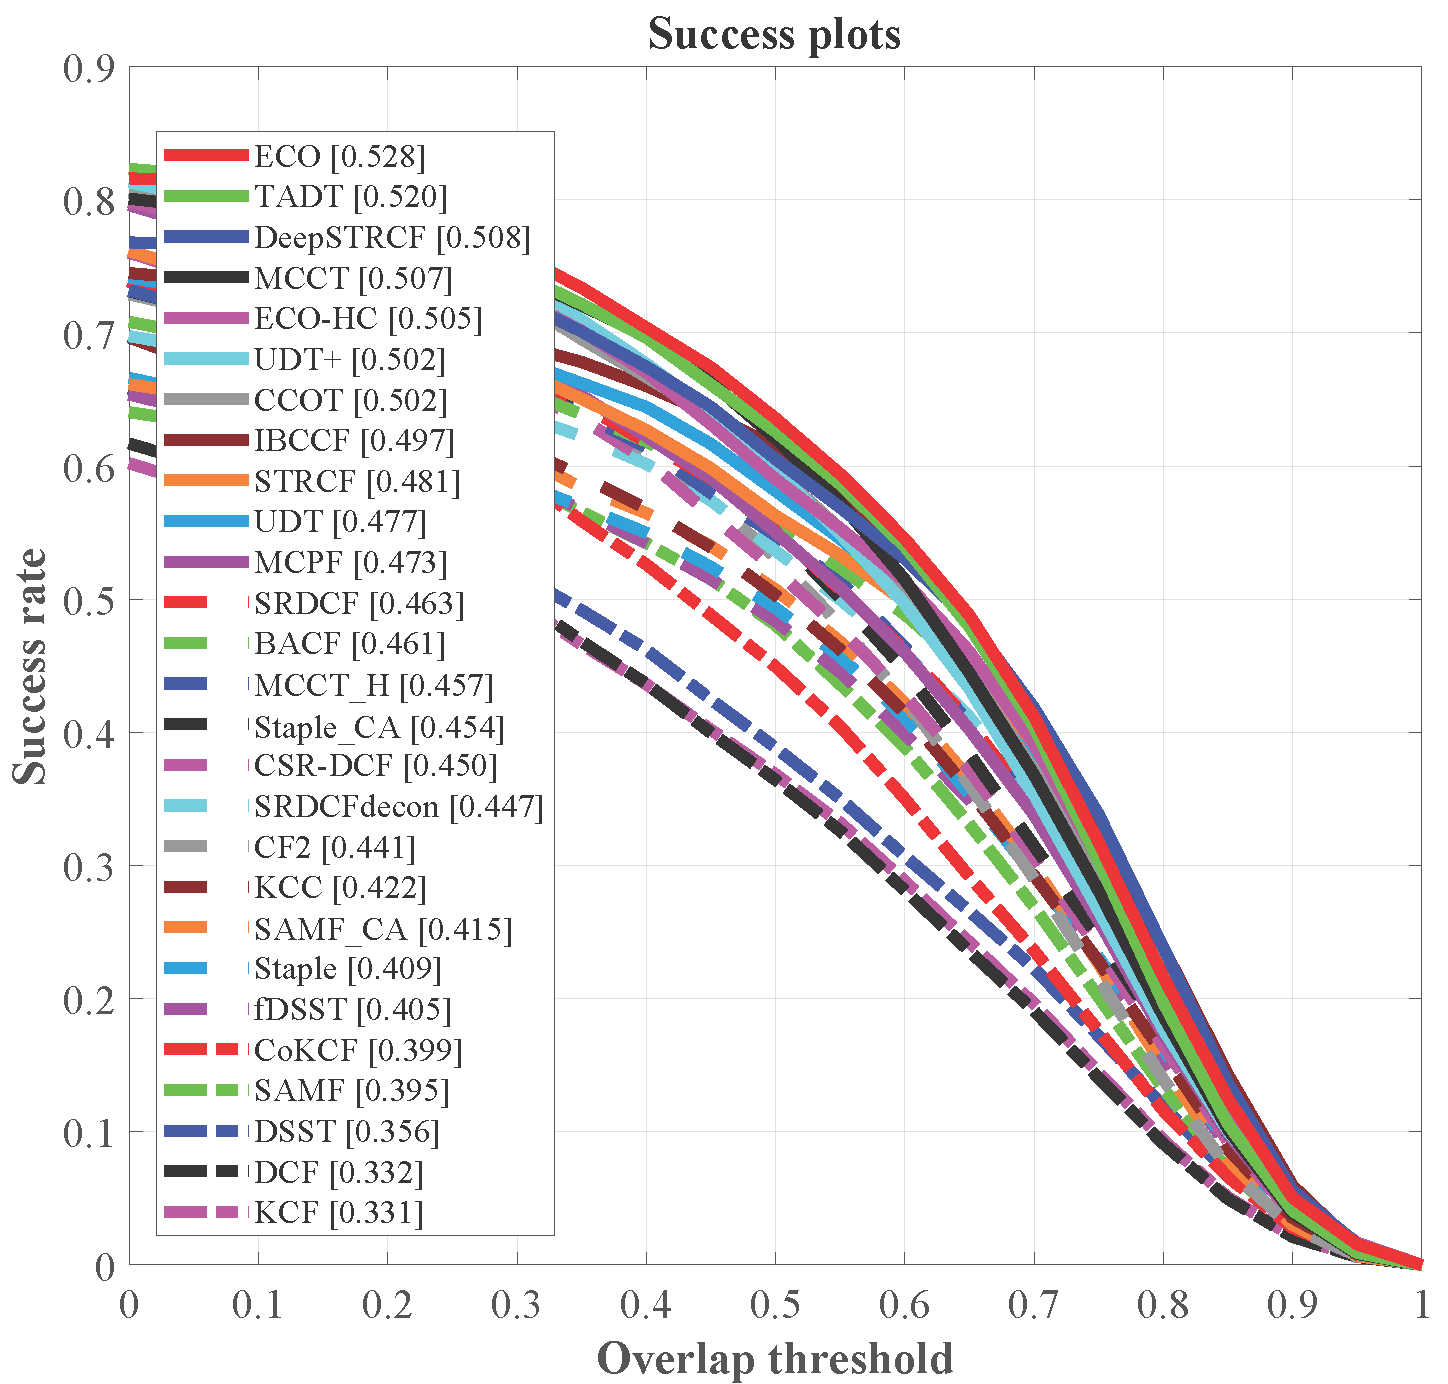 Success plots
0.9
0.8
0.7
0.6
0.5
0.4
0.3
0.2
0.1
0
Success rate
ECO [0.528]
TADT [0.520]
DeepSTRCF [0.508]
MCCT [0.507]
ECO-HC [0.505]
UDT+ [0.502]
CCOT [0.502]
IBCCF [0.497]
STRCF [0.481]
UDT [0.477]
MCPF [0.473]
SRDCF [0.463]
BACF [0.461]
MCCT_H [0.457]
Staple_CA [0.454]
CSR-DCF [0.450]
SRDCFdecon [0.447]
CF2 [0.441]
KCC [0.422]
SAMF_CA [0.415]
Staple [0.409]
fDSST [0.405]
CoKCF [0.399]
SAMF [0.395]
DSST [0.356]
DCF [0.332]
KCF [0.331]
0 0.1 0.2 0.3 0.4 0.5 0.6 0.7 0.8 0.9 1
Overlap threshold